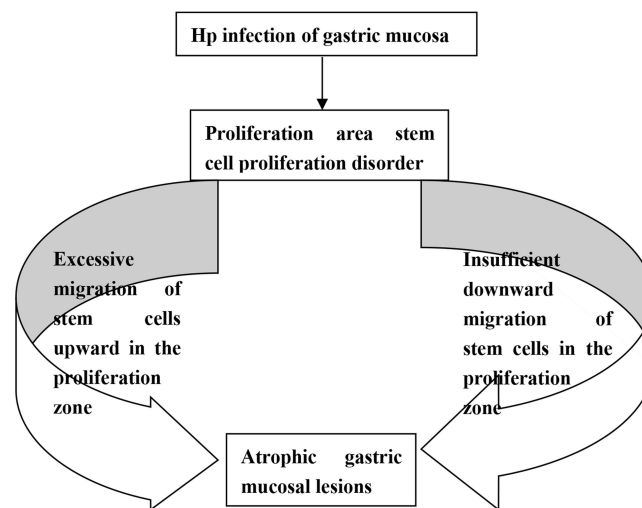 Hp infection of gastric mucosa
Proliferation area stem
cell proliferation disorder
Excessive
migration of
stem cells
upward in the
proliferation
zone
Insufficient
downward
migration of
stem cells in the
proliferation
zone
Atrophic gastric
mucosal lesions